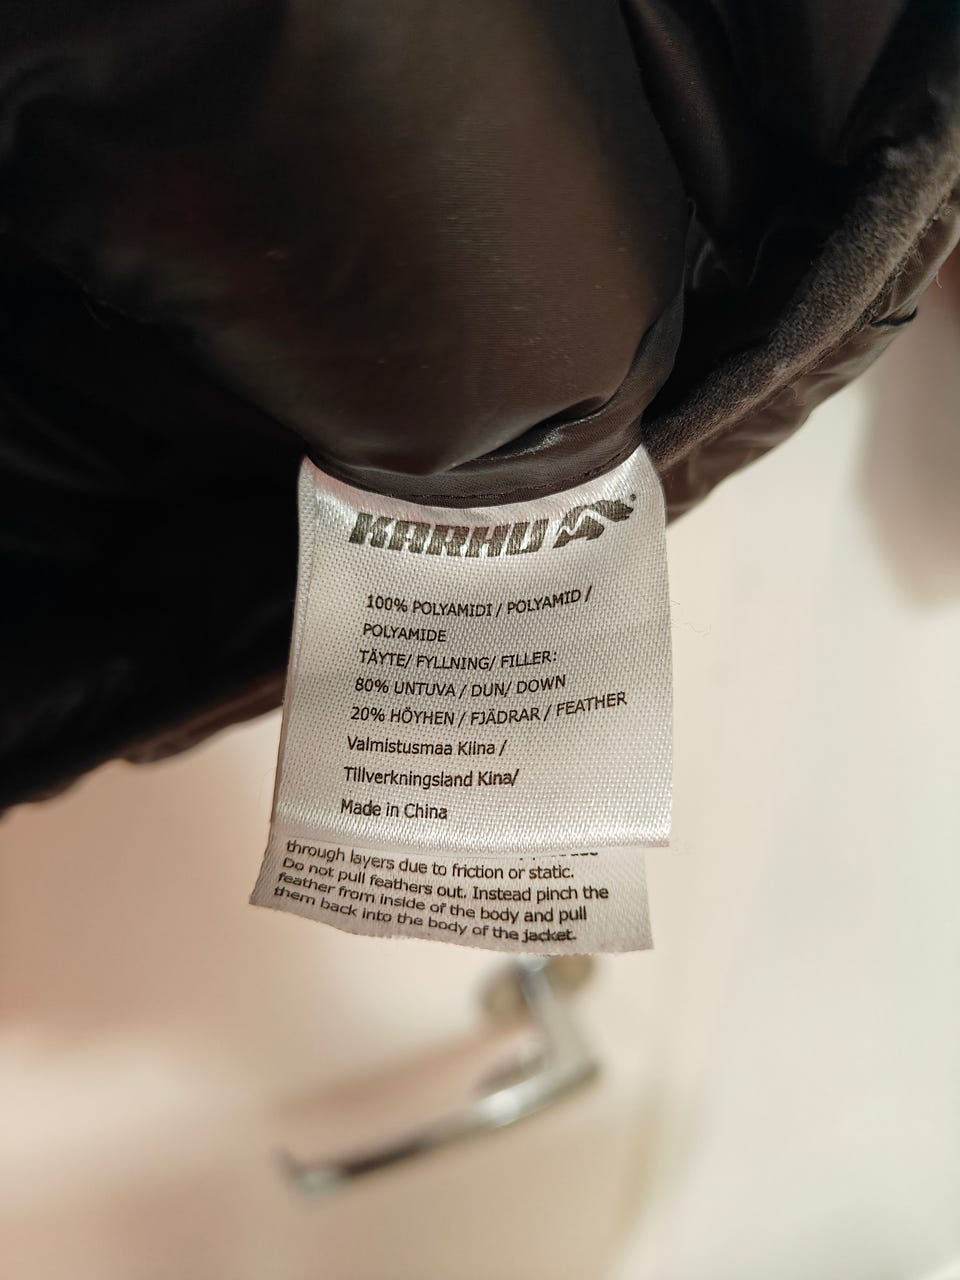 KARHU
100% POLYAMIDI / POLYAMID /
POLYAMIDE
TÄYTE/ FYLLNING/ FILLER:
80% UNTUVA / DUN/ DOWN
20% HÖYHEN / FJÄDRAR / FEATHER
Valmistusmaa Kiina /
Tillverkningsland Kina/
Made in China
through layers due to friction or static.
Do not pull feathers out. Instead pinch the
feather from inside of the body and pull
them back into the body of the jacket.